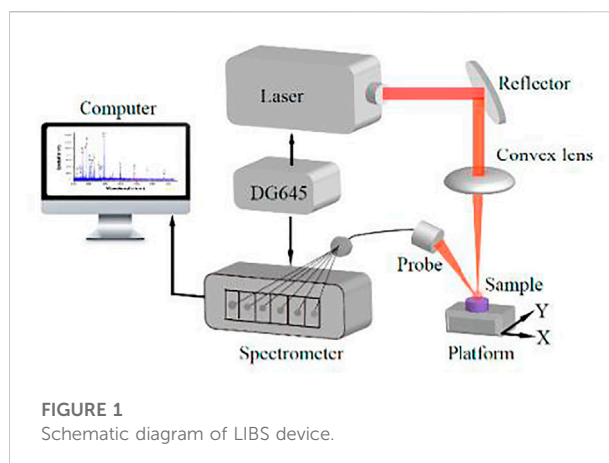 Computer
Laser
Reflector
Convex lens
DG645
Probe
Sample
Y
X
Platform
Spectrometer
FIGURE 1
Schematic diagram of LIBS device.